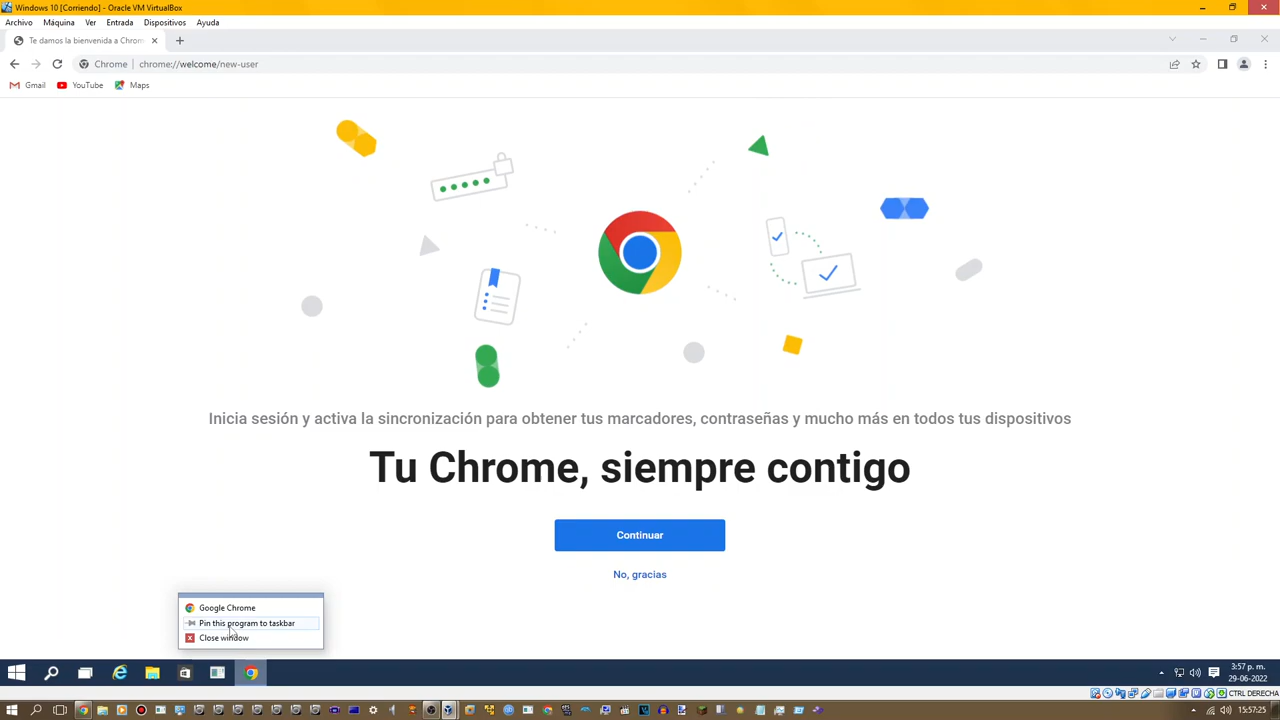 Windows 10 [Corriendo] - Oracle VM VirtualBox
Archivo Máquina Ver Entrada Dispositivos Ayuda
Te damos la bienvenida a Chrom
Chrome chrome://welcome/new-user
Gmail YouTube Maps
Inicia sesión y activa la sincronización para obtener tus marcadores, contraseñas y mucho más en todos tus dispositivos
Tu Chrome, siempre contigo
Continuar
No, gracias
Google Chrome
Pin this program to taskbar
Close window
3:57 p. m.
29-06-2022
CTRL DERECHA
15:57:25